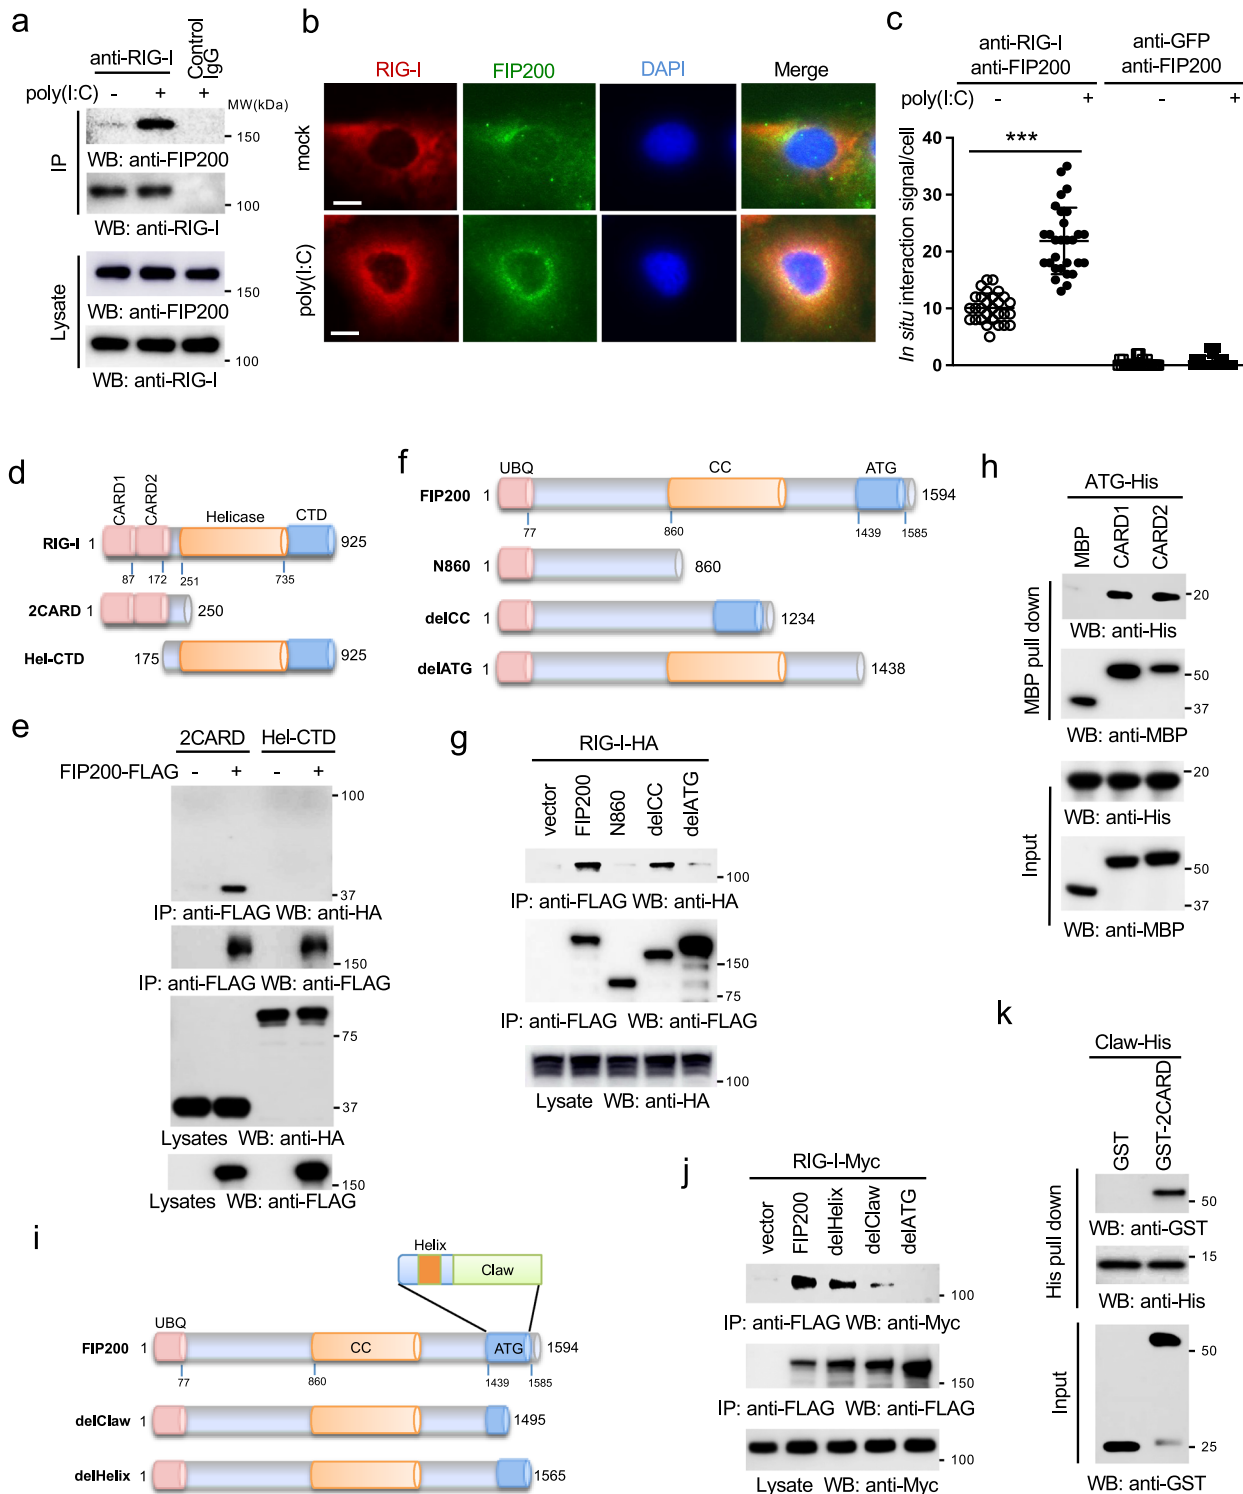 a
anti-RIG-I
Control
IgG
poly(I:C) - + +
MW(kDa)
IP
150
WB: anti-FIP200
100
WB: anti-RIG-I
Lysate
150
WB: anti-FIP200
100
WB: anti-RIG-I
b
RIG-I FIP200 DAPI Merge
mock
poly(I:C)
c
anti-RIG-I anti-GFP
anti-FIP200 anti-FIP200
poly(I:C) - + - +
In situ interaction signal/cell
40
30
20
10
0
***
d
CARD1
CARD2
Helicase
CTD
RIG-I 1 925
87 172 251 735
2CARD 1 250
Hel-CTD 175 925
e
2CARD Hel-CTD
FIP200-FLAG - + - +
100
37
IP: anti-FLAG WB: anti-HA
150
IP: anti-FLAG WB: anti-FLAG
75
37
Lysates WB: anti-HA
150
Lysates WB: anti-FLAG
f
UBQ CC ATG
FIP200 1 1594
77 860 1439 1585
N860 1 860
delCC 1 1234
delATG 1 1438
g
RIG-I-HA
vector
FIP200
N860
delCC
delATG
100
IP: anti-FLAG WB: anti-HA
150
75
IP: anti-FLAG WB: anti-FLAG
100
Lysate WB: anti-HA
h
ATG-His
MBP
CARD1
CARD2
MBP pull down
20
WB: anti-His
50
37
WB: anti-MBP
Input
20
WB: anti-His
50
37
WB: anti-MBP
i
Helix
Claw
UBQ
FIP200 1 CC ATG 1594
77 860 1439 1585
delClaw 1 1495
delHelix 1 1565
j
RIG-I-Myc
vector
FIP200
delHelix
delClaw
delATG
100
IP: anti-FLAG WB: anti-Myc
150
IP: anti-FLAG WB: anti-FLAG
100
Lysate WB: anti-Myc
k
Claw-His
GST
GST-2CARD
His pull down
50
WB: anti-GST
15
WB: anti-His
Input
50
25
WB: anti-GST